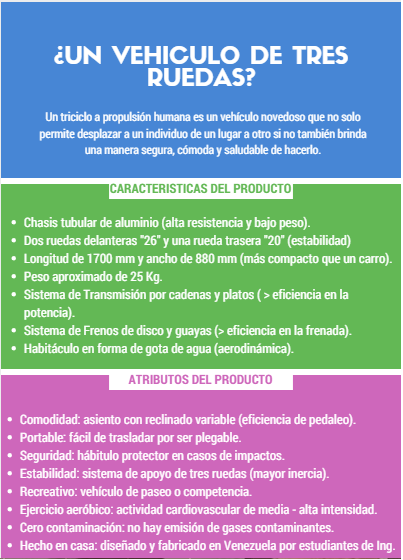 ¿UN VEHICULO DE TRES
RUEDAS?
Un triciclo a propulsión humana es un vehículo novedoso que no solo
permite desplazar a un individuo de un lugar a otro si no también brinda
una manera segura, cómoda y saludable de hacerlo.
CARACTERISTICAS DEL PRODUCTO
• Chasis tubular de aluminio (alta resistencia y bajo peso).
• Dos ruedas delanteras "26" y una rueda trasera "20" (estabilidad)
• Longitud de 1700 mm y ancho de 880 mm (más compacto que un carro).
• Peso aproximado de 25 Kg.
• Sistema de Transmisión por cadenas y platos ( > eficiencia en la
potencia).
• Sistema de Frenos de disco y guayas (> eficiencia en la frenada).
• Habitáculo en forma de gota de agua (aerodinámica).
ATRIBUTOS DEL PRODUCTO
• Comodidad: asiento con reclinado variable (eficiencia de pedaleo).
• Portable: fácil de trasladar por ser plegable.
• Seguridad: hábitulo protector en casos de impactos.
• Estabilidad: sistema de apoyo de tres ruedas (mayor inercia).
• Recreativo: vehículo de paseo o competencia.
• Ejercicio aeróbico: actividad cardiovascular de media - alta intensidad.
• Cero contaminación: no hay emisión de gases contaminantes.
• Hecho en casa: diseñado y fabricado en Venezuela por estudiantes de Ing.